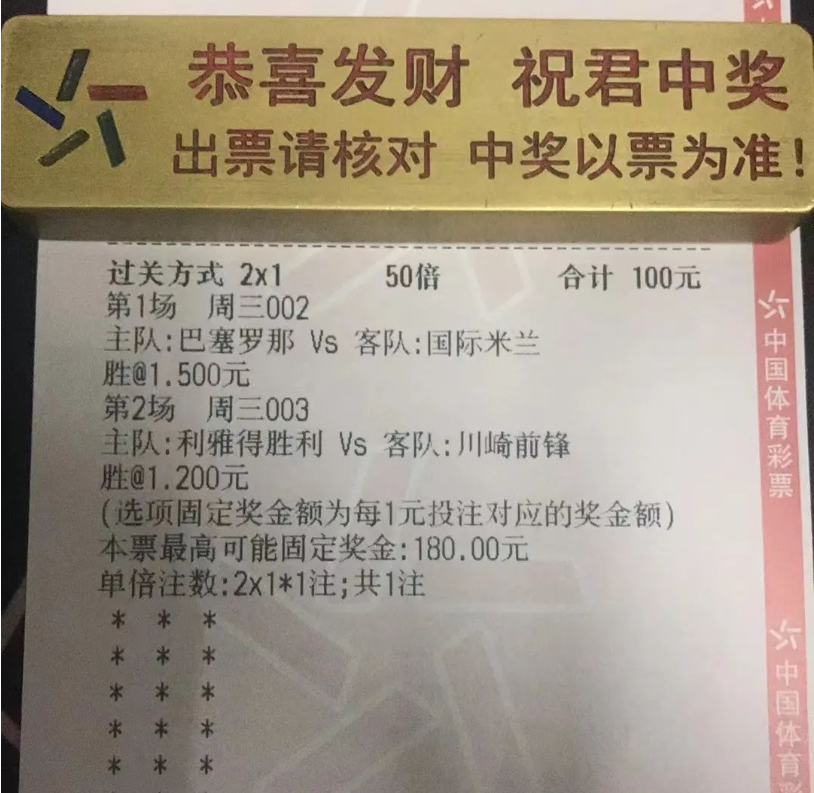 恭喜发财 祝君中奖
出票请核对 中奖以票为准!
过关方式 2x1 50倍 合计 100元
第1场 周三002
主队:巴塞罗那 Vs 客队:国际米兰
胜@1.500元
第2场 周三003
主队:利雅得胜利 Vs 客队:川崎前锋
胜@1.200元
(选项固定奖金额为每1元投注对应的奖金额)
本票最高可能固定奖金:180.00元
单倍注数:2x1*1注;共1注
* * *
* * *
* * *
* * *
* * *
中国体育彩票
中国体育